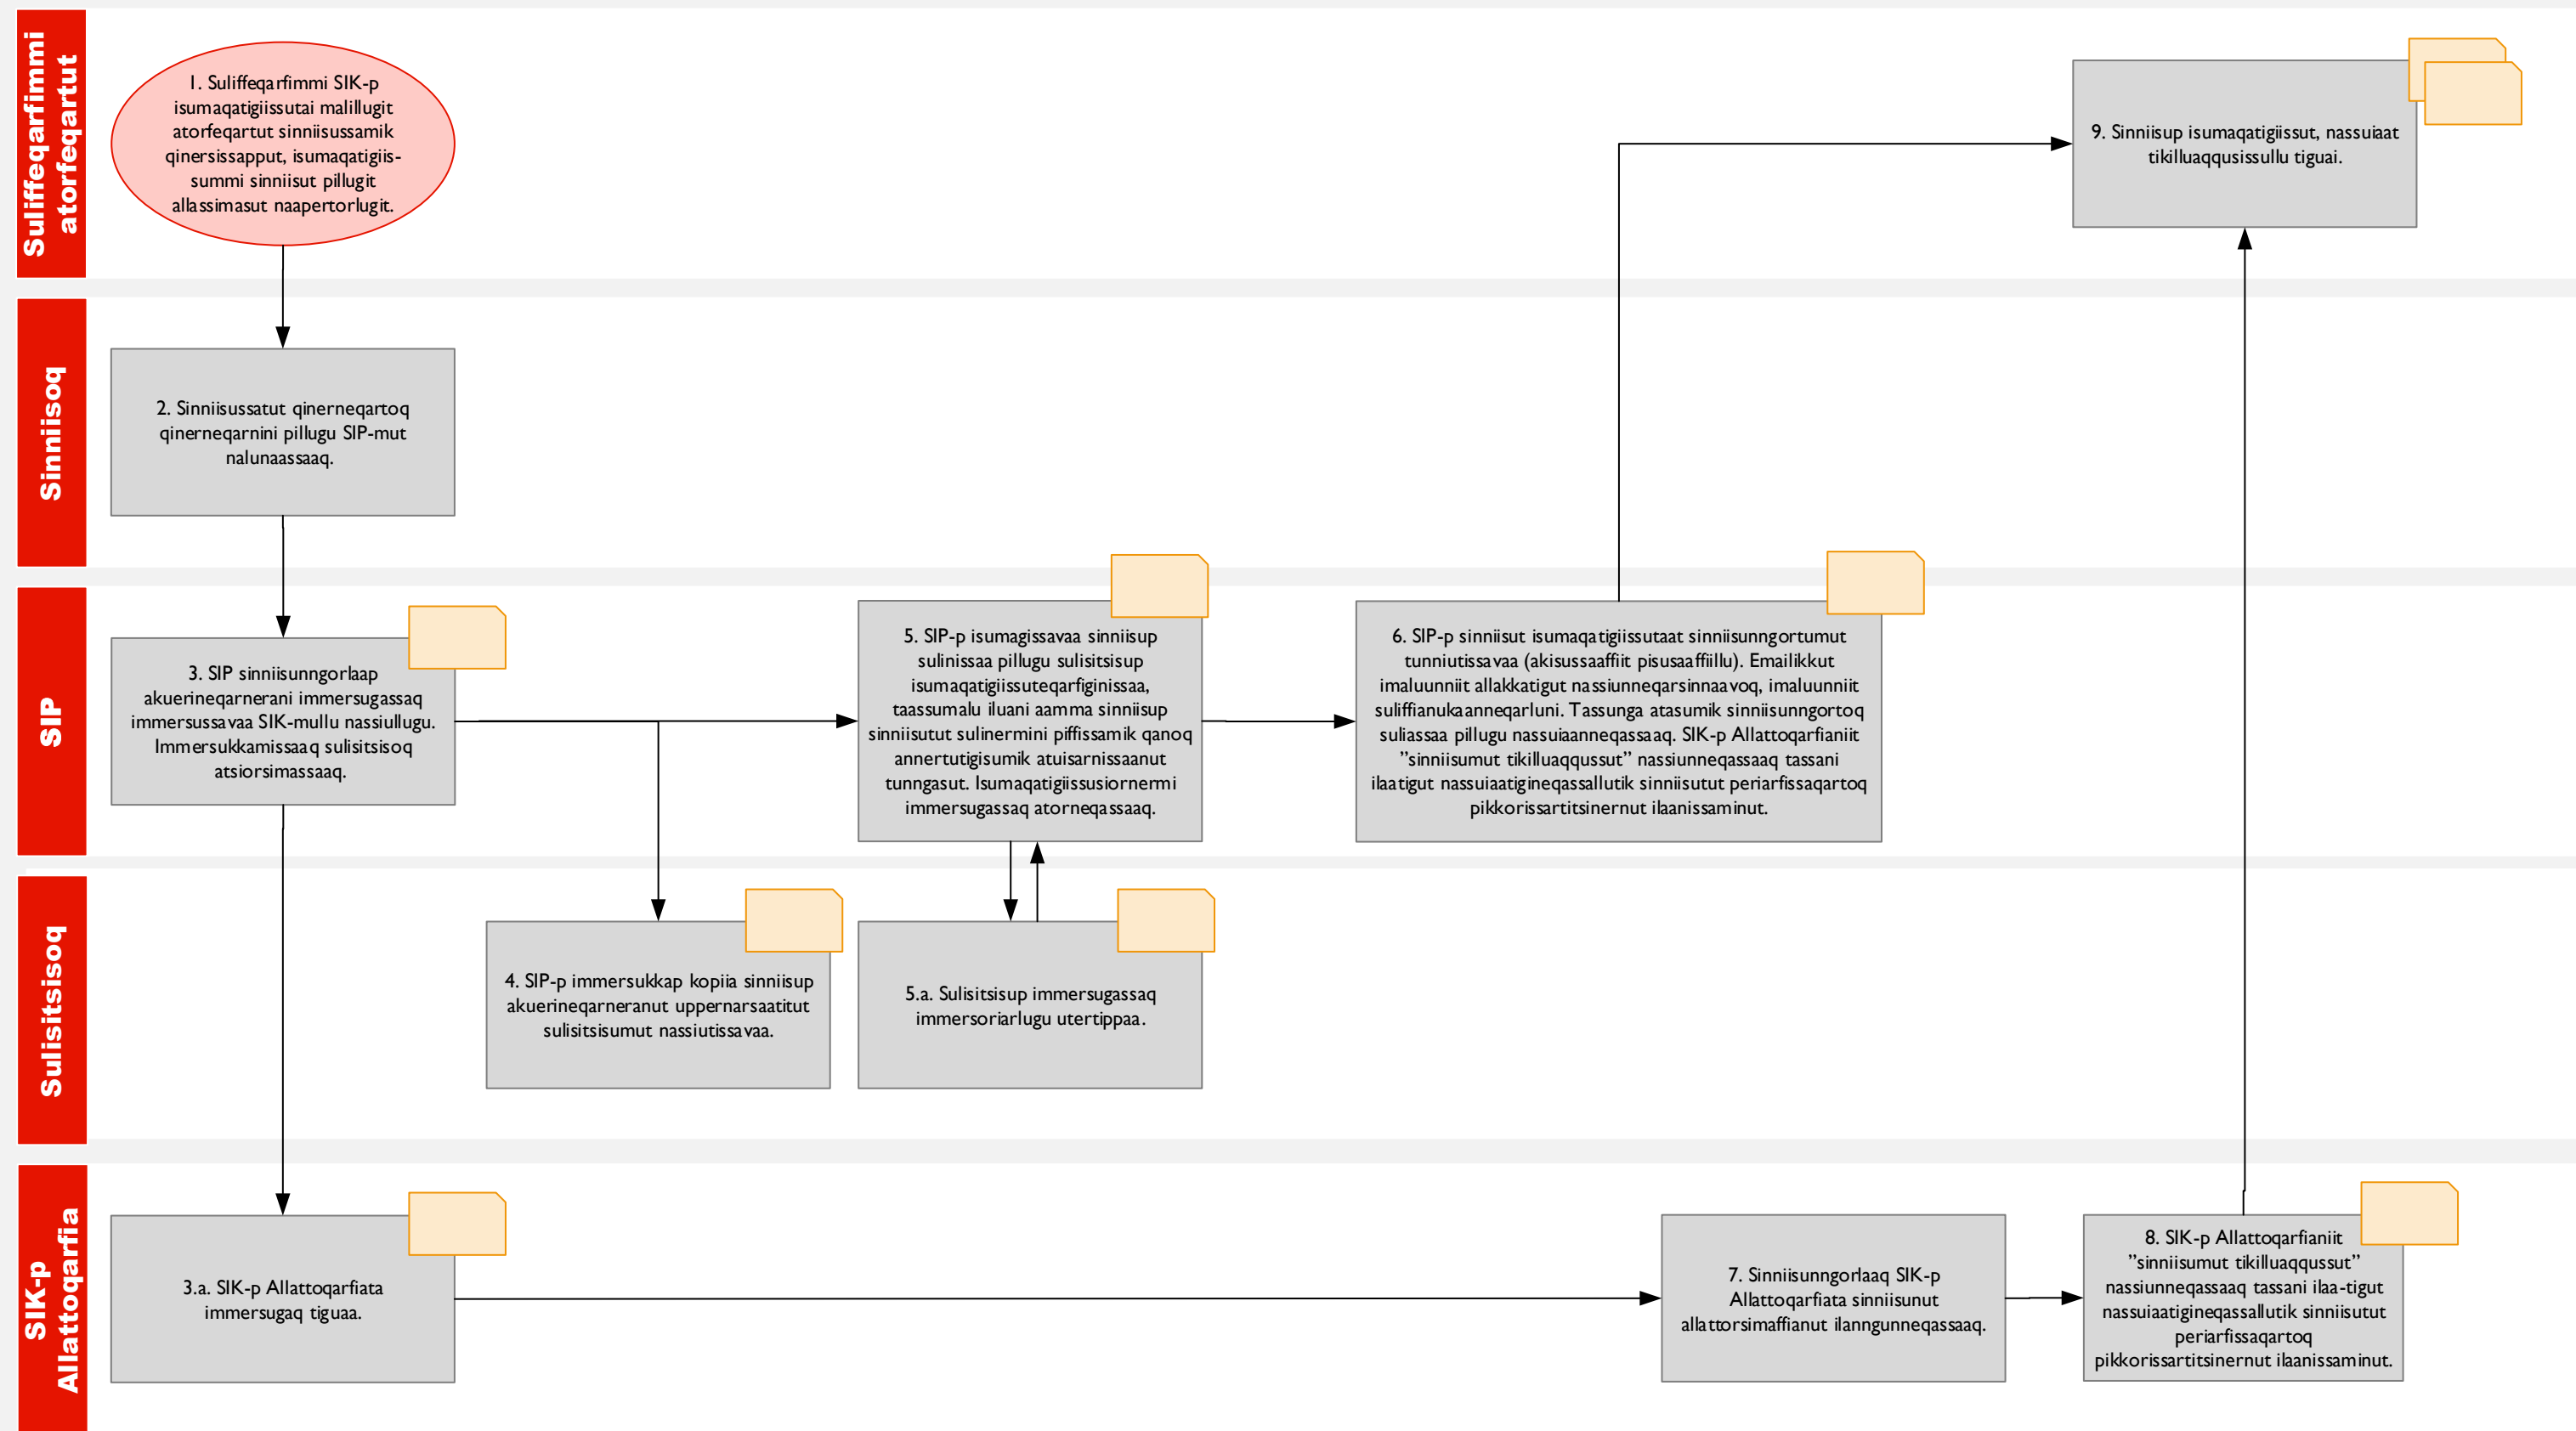 Suliffeqarfimmi
atorfeqartut
1. Suliffeqarfimmi SIK-p
isumaqatigiissutai malillugit
atorfeqartut sinniisussamik
qinersissapput, isumaqatigiis-
summi sinniisut pillugit
allassimasut naapertorlugit.
9. Sinniisup isumaqatigiissut, nassuiaat
tikilluaqqusissullu tiguai.
Sinniisoq
2. Sinniisussatut qinerneqartoq
qinerneqarnini pillugu SIP-mut
nalunaassaaq.
SIP
3. SIP sinniisunngorlaap
akuerineqarnerani immersugassaq
immersussavaa SIK-mullu nassiullugu.
Immersukkamissaaq sulisitsisoq
atsiorsimassaaq.
5. SIP-p isumagissavaa sinniisup
sulinissaa pillugu sulisitsisup
isumaqatigiissuteqarfiginissaa,
taassumalu iluani aamma sinniisup
sinniisutut sulinermini piffissamik qanoq
annertutigisumik atuisarnissaanut
tunngasut. Isumaqatigiissusiornermi
immersugassaq atorneqassaaq.
6. SIP-p sinniisut isumaqatigiissutaat sinniisunngortumut
tunniutissavaa (akisussaaffiit pisusaaffiillu). Emailikkut
imaluunniit allakkatigut nassiunneqarsinnaavoq, imaluunniit
suliffianukaanneqarluni. Tassunga atasumik sinniisunngortoq
suliassaa pillugu nassuiaanneqassaaq. SIK-p Allattoqarfianiit
”sinniisumut tikilluaqqussut” nassiunneqassaaq tassani
ilaatigut nassuiaatigineqassallutik sinniisutut periarfissaqartoq
pikkorissartitsinernut ilaanissaminut.
Sulisitsisoq
4. SIP-p immersukkap kopiia sinniisup
akuerineqarneranut uppernarsaatitut
sulisitsisumut nassiutissavaa.
5.a. Sulisitsisup immersugassaq
immersoriarlugu utertippaa.
SIK-p
Allattoqarfia
3.a. SIK-p Allattoqarfiata
immersugaq tiguaa.
7. Sinniisunngorlaaq SIK-p
Allattoqarfiata sinniisunut
allattorsimaffianut ilanngunneqassaaq.
8. SIK-p Allattoqarfianiit
”sinniisumut tikilluaqqussut”
nassiunneqassaaq tassani ilaa-tigut
nassuiaatigineqassallutik sinniisutut
periarfissaqartoq
pikkorissartitsinernut ilaanissaminut.